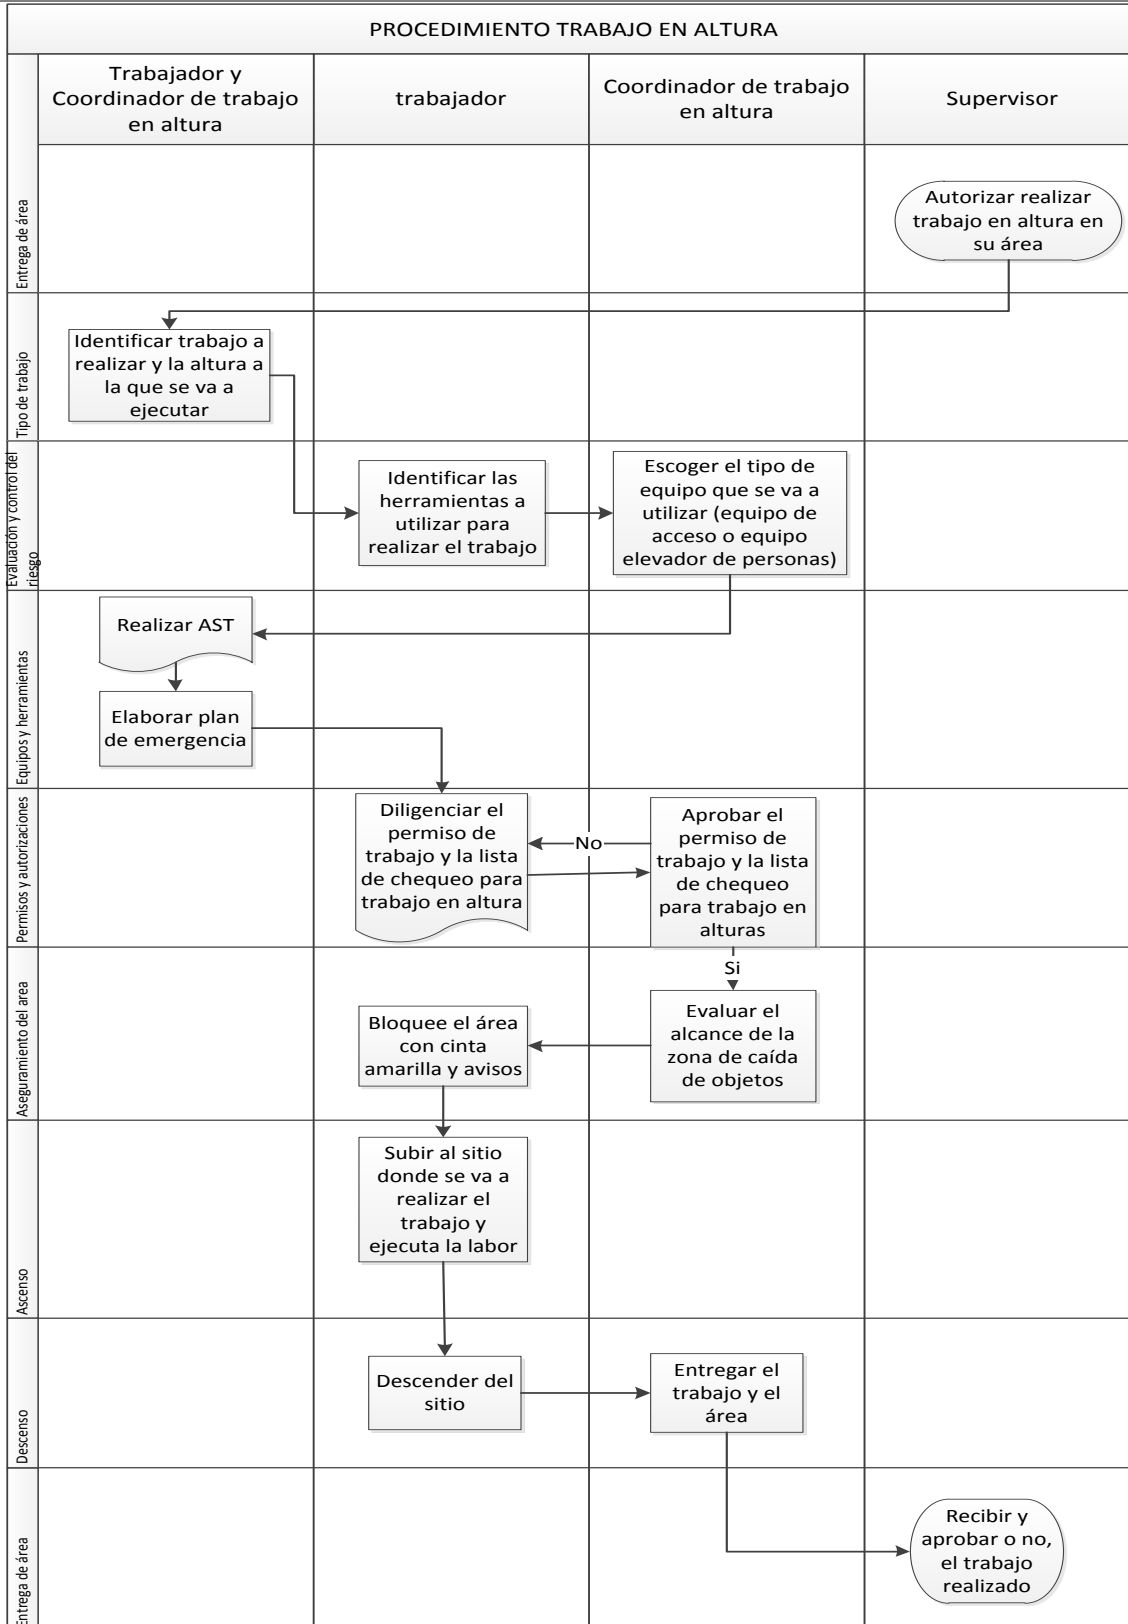 PROCEDIMIENTO TRABAJO EN ALTURA
Trabajador y
Coordinador de trabajo
en altura
trabajador
Coordinador de trabajo
en altura
Supervisor
Entrega de área
Autorizar realizar
trabajo en altura en
su área
Tipo de trabajo
Identificar trabajo a
realizar y la altura a
la que se va a
ejecutar
Evaluación y control del
riesgo
Identificar las
herramientas a
utilizar para
realizar el trabajo
Escoger el tipo de
equipo que se va a
utilizar (equipo de
acceso o equipo
elevador de personas)
Equipos y herramientas
Realizar AST
Elaborar plan
de emergencia
Permisos y autorizaciones
Diligenciar el
permiso de
trabajo y la lista
de chequeo para
trabajo en altura
No
Aprobar el
permiso de
trabajo y la lista
de chequeo
para trabajo en
alturas
Si
Aseguramiento del area
Bloquee el área
con cinta
amarilla y avisos
Evaluar el
alcance de la
zona de caída
de objetos
Ascenso
Subir al sitio
donde se va a
realizar el
trabajo y
ejecuta la labor
Descenso
Descender del
sitio
Entregar el
trabajo y el
área
Entrega de área
Recibir y
aprobar o no,
el trabajo
realizado